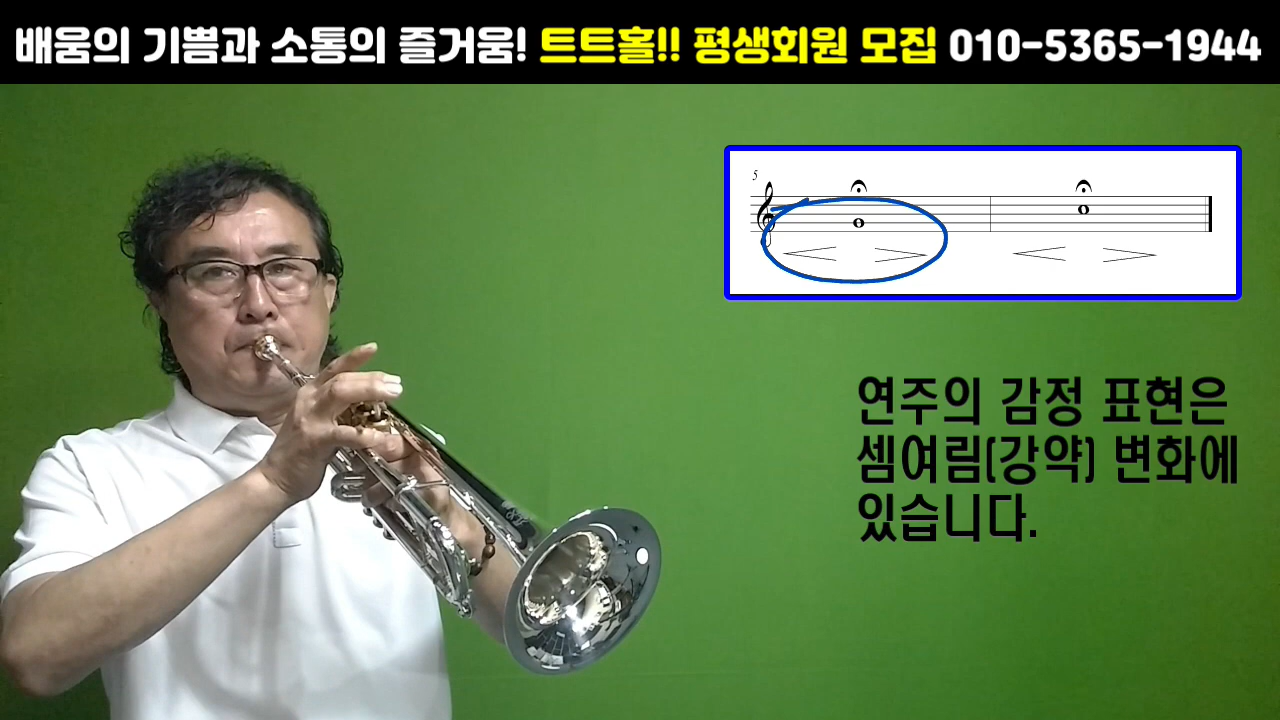 배움의 기쁨과 소통의 즐거움! 트트홀!! 평생회원 모집 010-5365-1944
5
연주의 감정 표현은
셈여림(강약) 변화에
있습니다.